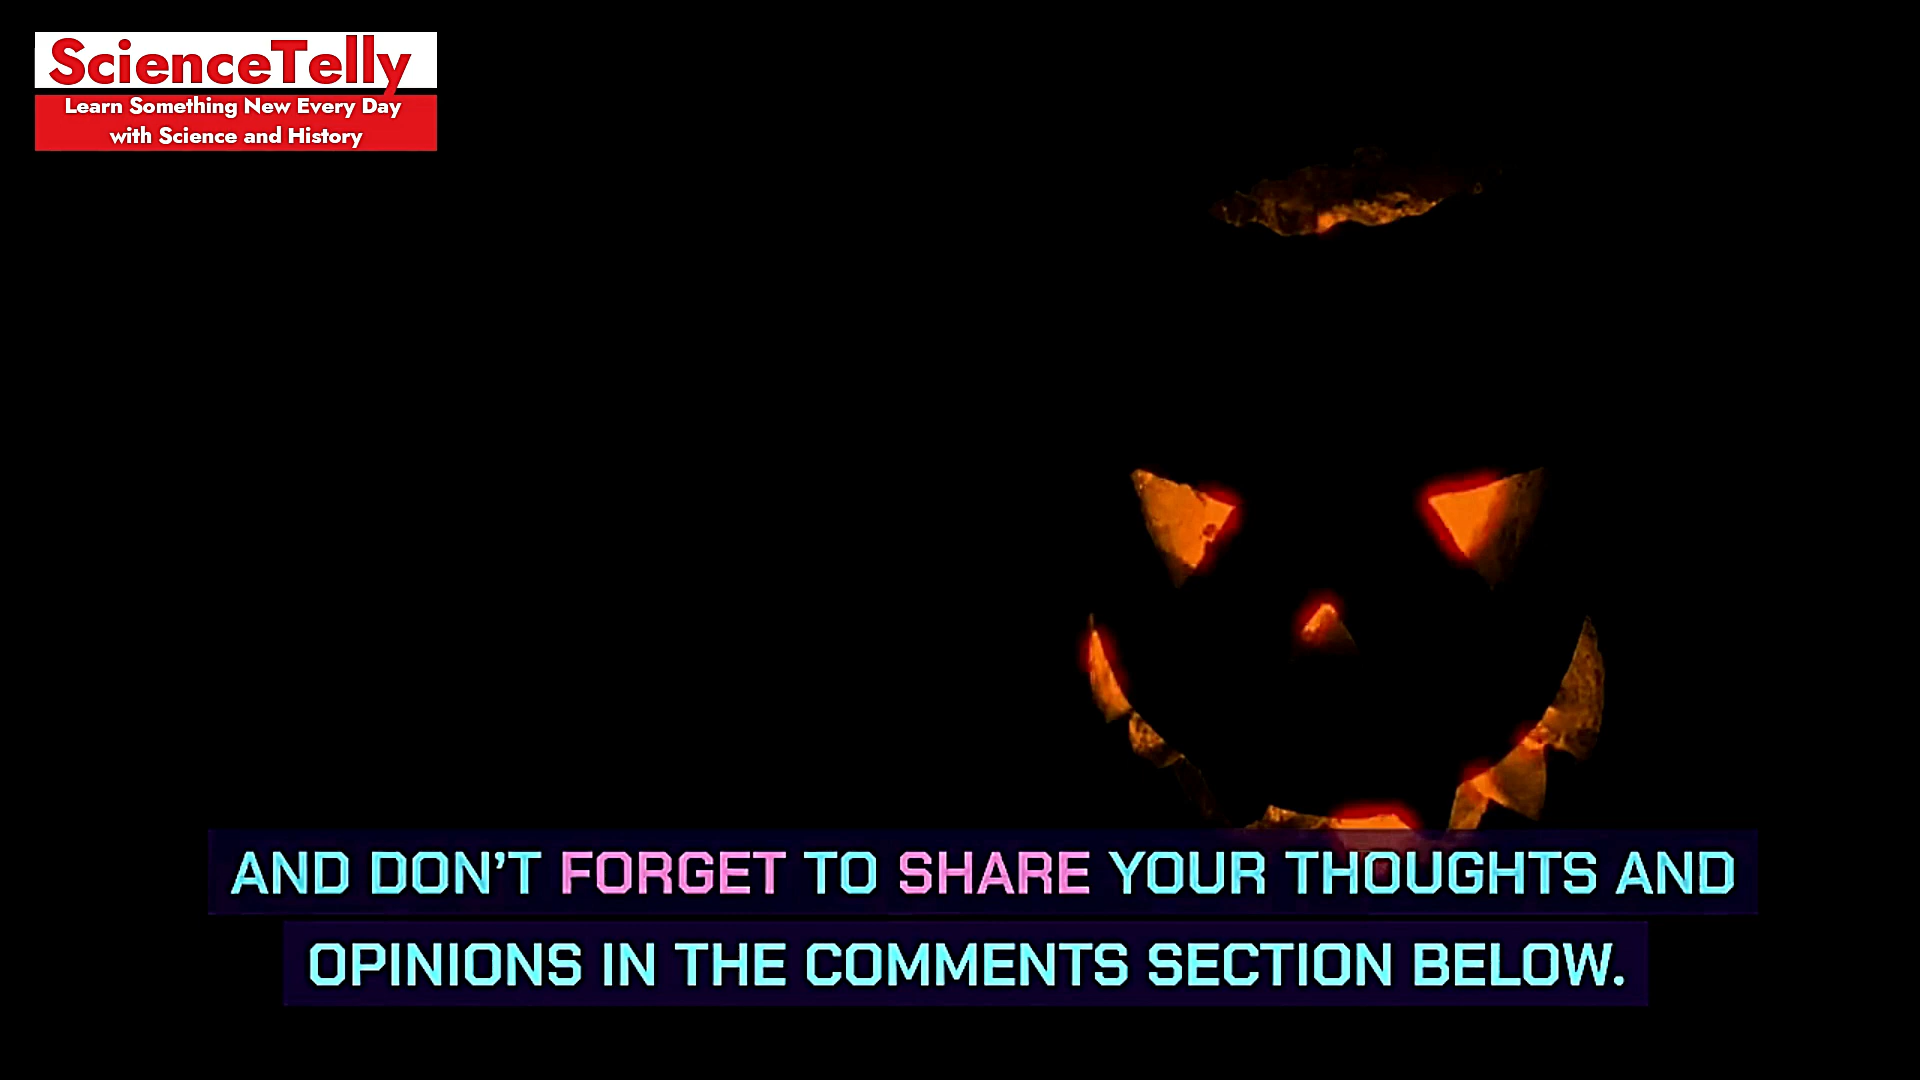 ScienceTelly
Learn Something New Every Day
with Science and History
AND DON'T FORGET TO SHARE YOUR THOUGHTS AND
OPINIONS IN THE COMMENTS SECTION BELOW.